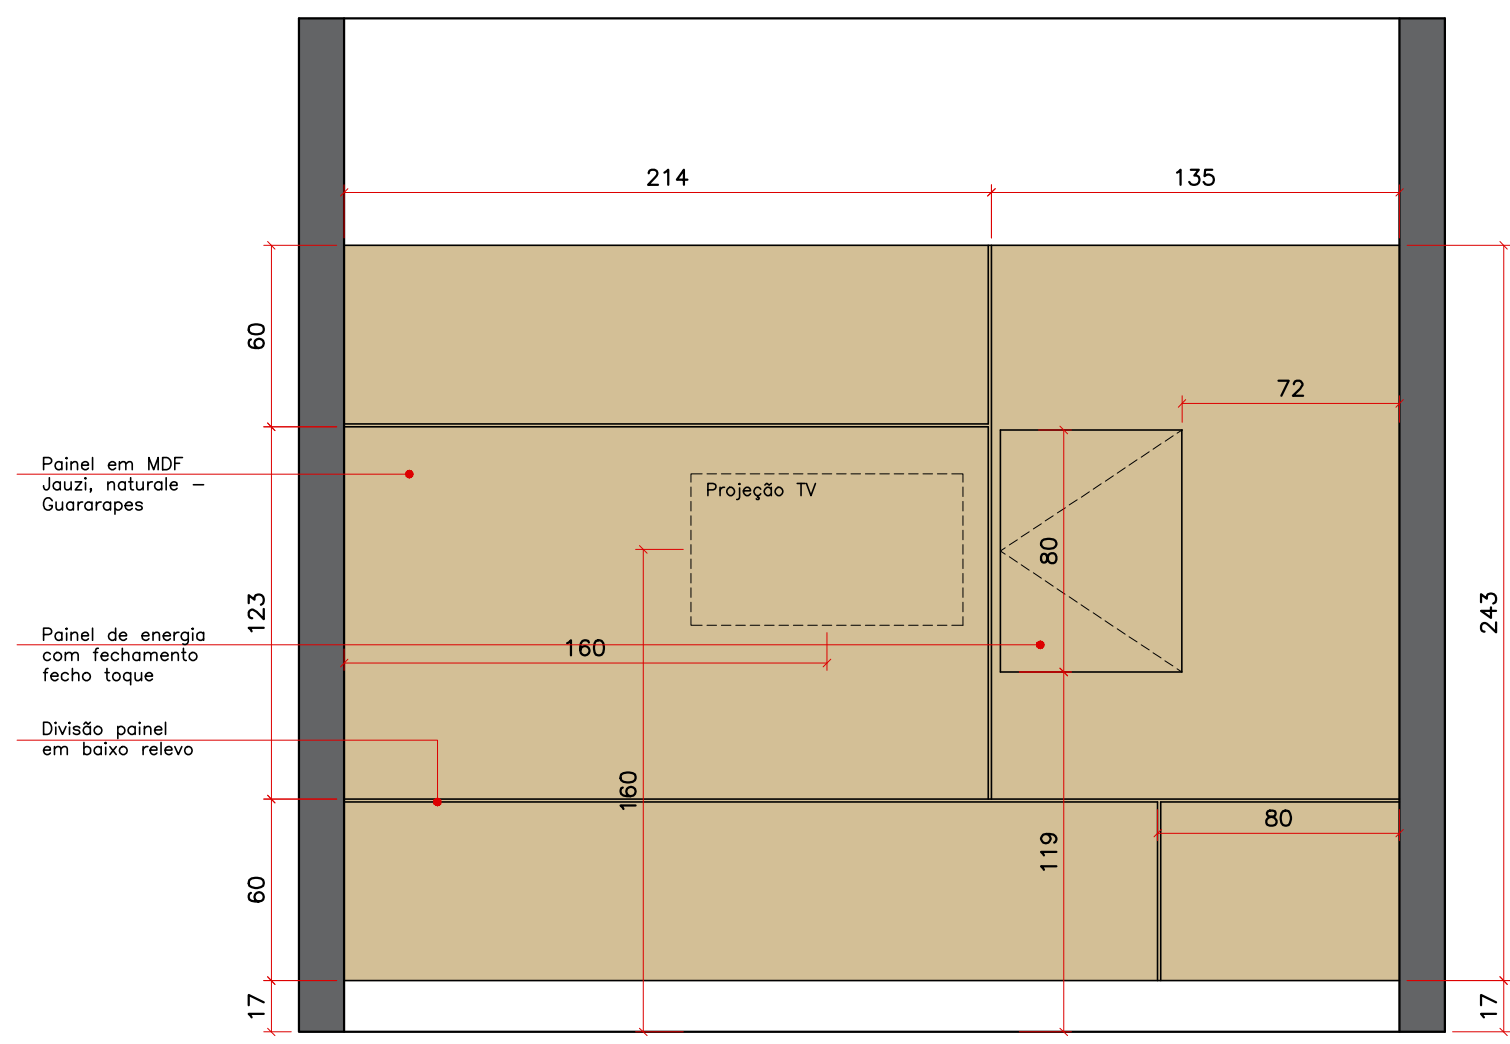 214
135
60
72
Painel em MDF
Jauzi, naturale –
Guararapes
Projeção TV
80
123
243
Painel de energia
com fechamento
fecho toque
160
Divisão painel
em baixo relevo
160
80
119
60
17
17